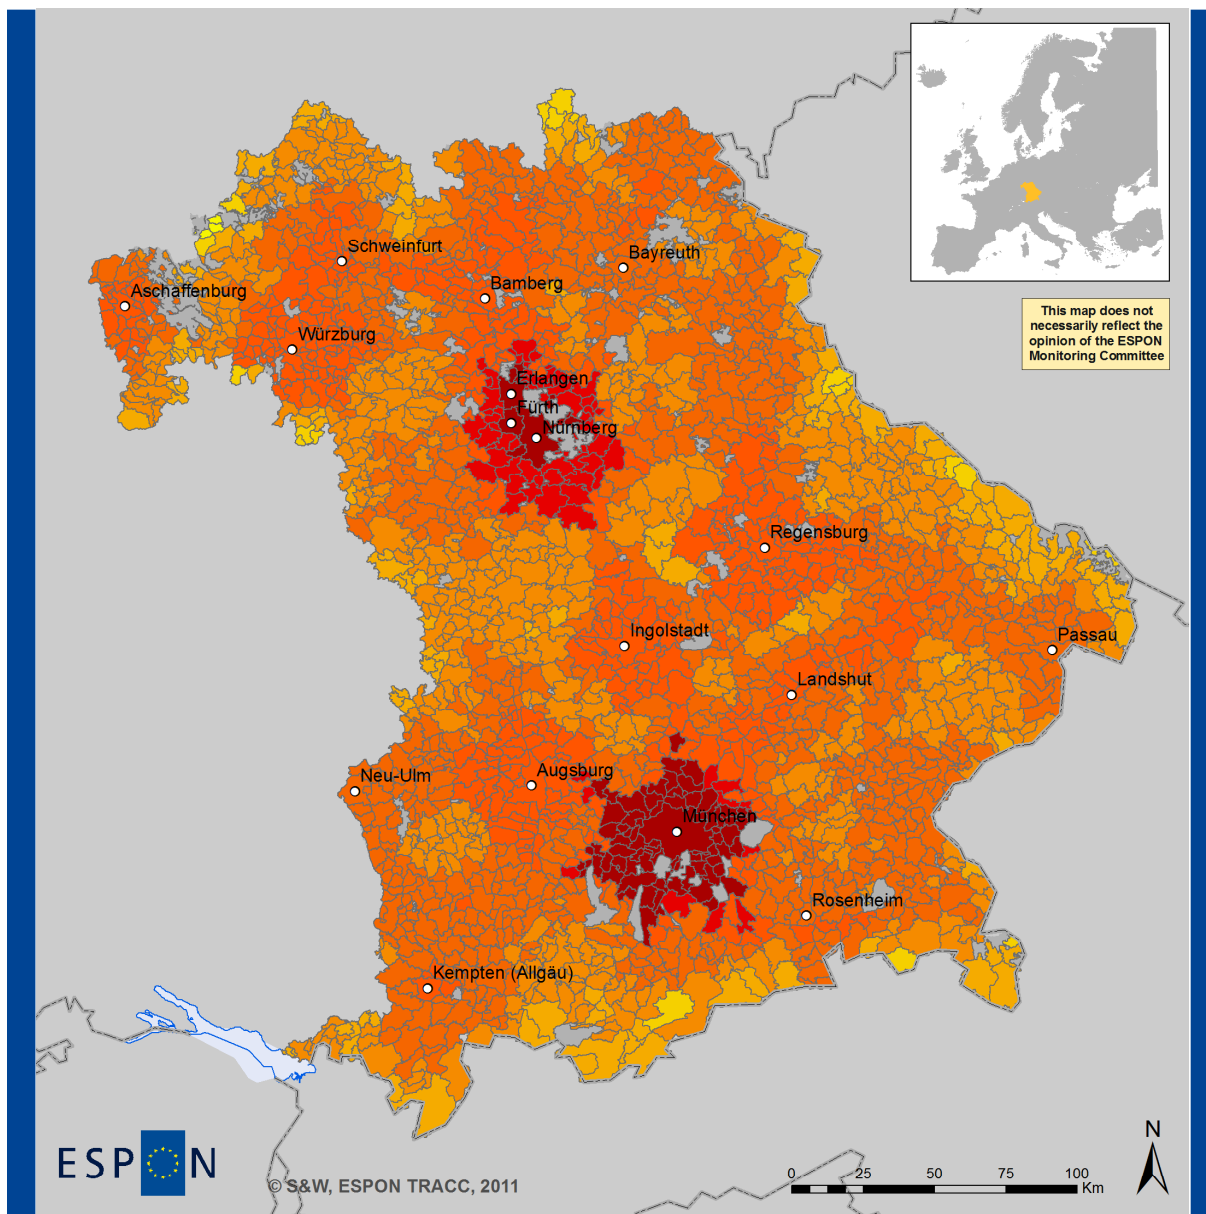 This map does not
necessarily reflect the
opinion of the ESPON
Monitoring Committee
Schweinfurt
Bayreuth
Aschaffenburg
Bamberg
Würzburg
Erlangen
Fürth
Nürnberg
Regensburg
Ingolstadt
Passau
Landshut
Neu-Ulm
Augsburg
München
Rosenheim
Kempten (Allgäu)
N
ESPON
© S&W, ESPON TRACC, 2011
0 25 50 75 100
Km